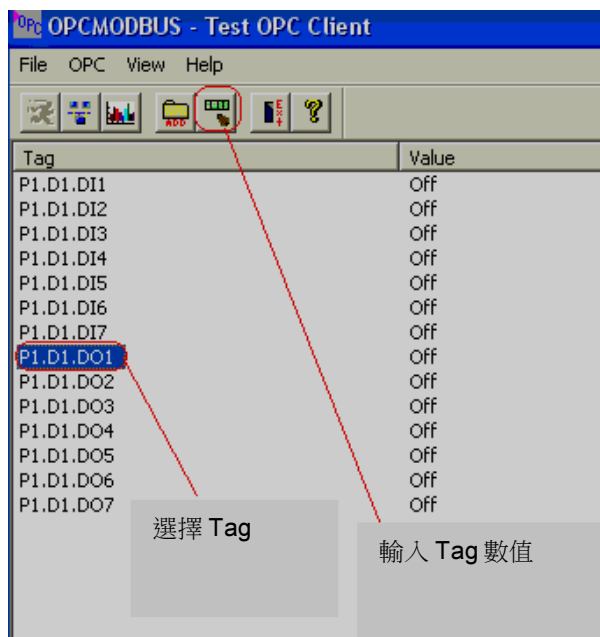 OPC OPCMODBUS - Test OPC Client
File OPC View Help
ADD EXIT ?
Tag Value
P1.D1.DI1 Off
P1.D1.DI2 Off
P1.D1.DI3 Off
P1.D1.DI4 Off
P1.D1.DI5 Off
P1.D1.DI6 Off
P1.D1.DI7 Off
P1.D1.DO1 Off
P1.D1.DO2 Off
P1.D1.DO3 Off
P1.D1.DO4 Off
P1.D1.DO5 Off
P1.D1.DO6 Off
P1.D1.DO7 Off
選擇 Tag
輸入 Tag 數值